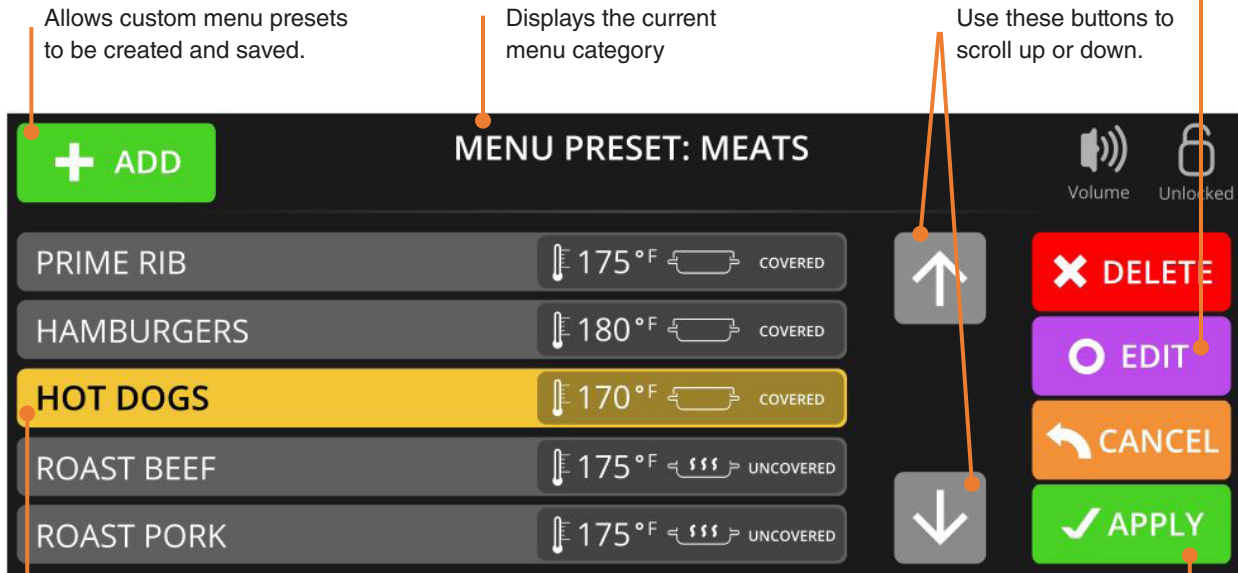 Allows custom menu presets
to be created and saved.
Displays the current
menu category
Use these buttons to
scroll up or down.
ADD
MENU PRESET: MEATS
Volume
Unlocked
PRIME RIB 175°F COVERED
DELETE
HAMBURGERS 180°F COVERED
EDIT
HOT DOGS 170°F COVERED
CANCEL
ROAST BEEF 175°F UNCOVERED
APPLY
ROAST PORK 175°F UNCOVERED